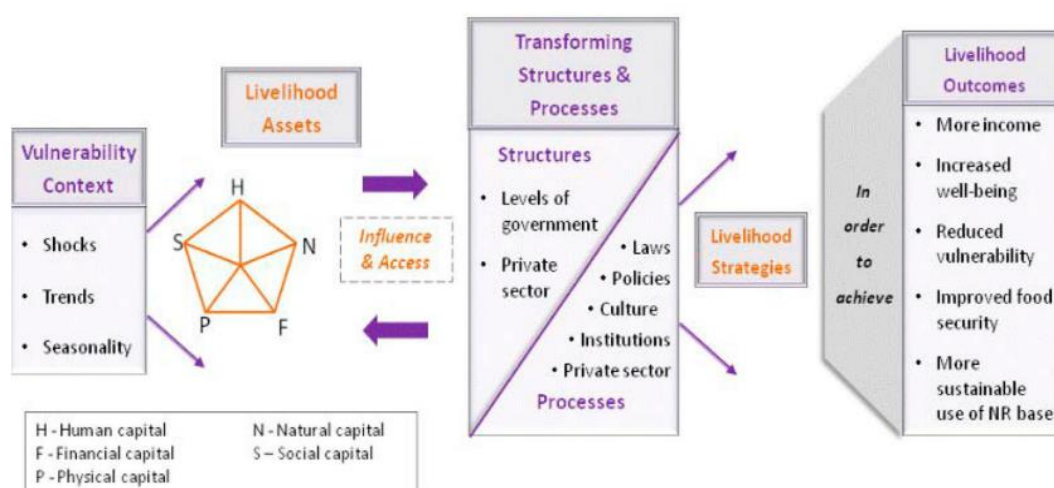 Vulnerability
Context
• Shocks
• Trends
• Seasonality
Livelihood
Assets
H
S
N
P
F
Influence
& Access
Transforming
Structures &
Processes
Structures
• Levels of
government
• Private
sector
• Laws
• Policies
• Culture
• Institutions
• Private sector
Processes
Livelihood
Strategies
In
order
to
achieve
Livelihood
Outcomes
• More income
• Increased
well-being
• Reduced
vulnerability
• Improved food
security
• More
sustainable
use of NR base
H - Human capital
N - Natural capital
F - Financial capital
S – Social capital
P - Physical capital